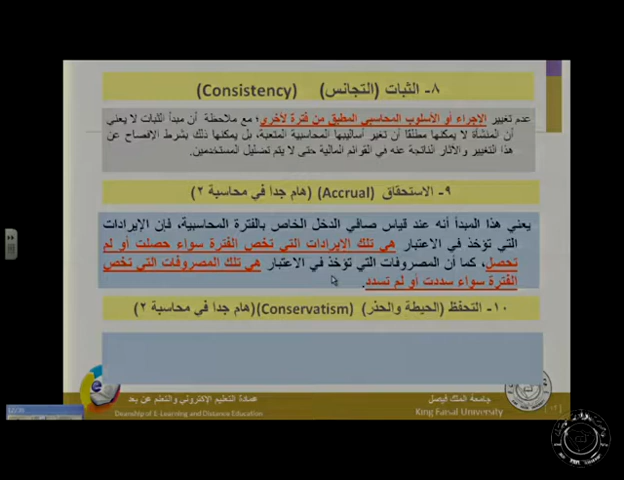 ٨- الثبات (التجانس) (Consistency)
عدم تغيير الإجراء أو الأسلوب المحاسبي المطبق من فترة لأخرى؛ مع ملاحظة أن مبدأ الثبات لا يعني
أن المنشأة لا يمكنها مطلقا أن تغير أساليبها المحاسبية المتبعة، بل يمكنها ذلك بشرط الإفصاح عن
هذا التغيير والآثار الناتجة عنه في القوائم المالية حتى لا يتم تضليل المستخدمين.
٩- الاستحقاق (Accrual) (هام جدا في محاسبة ٢)
يعني هذا المبدأ أنه عند قياس صافي الدخل الخاص بالفترة المحاسبية، فإن الإيرادات
التي تؤخذ في الاعتبار هي تلك الإيرادات التي تخص الفترة سواء حصلت أو لم
تحصل، كما أن المصروفات التي تؤخذ في الاعتبار هي تلك المصروفات التي تخص
الفترة سواء سددت أو لم تسدد.
١٠- التحفظ (الحيطة والحذر) (Conservatism)(هام جدا في محاسبة ٢)
جامعة الملك فيصل
عمادة التعليم الإلكتروني والتعلم عن بعد
King Faisal University
Deanship of E-Learning and Distance Education